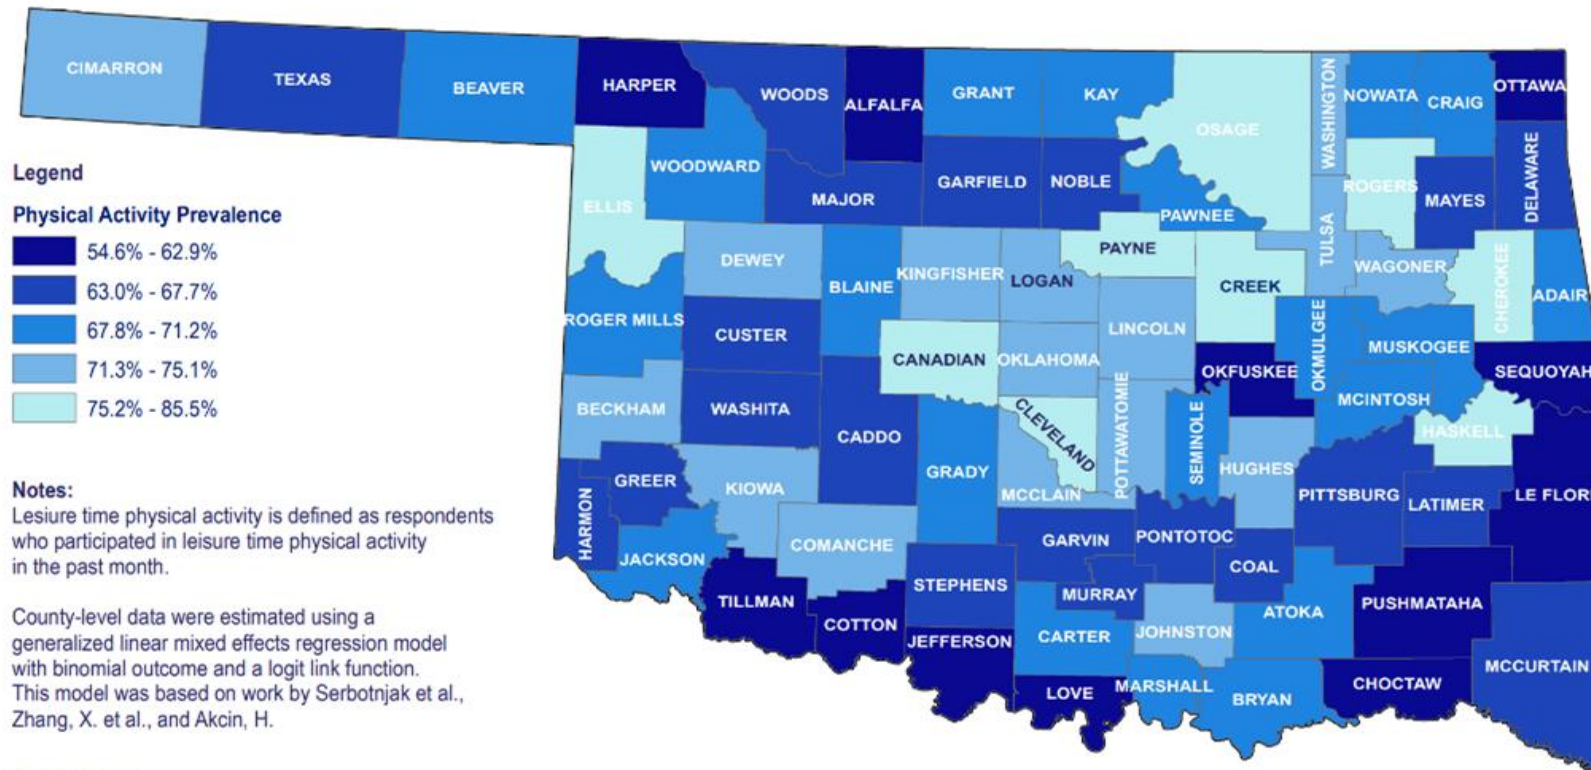 CIMARRON
TEXAS
BEAVER
HARPER
WOODS
ALFALFA
GRANT
KAY
OSAGE
WASHINGTON
NOWATA
CRAIG
OTTAWA
Legend
Physical Activity Prevalence
54.6% - 62.9%
63.0% - 67.7%
67.8% - 71.2%
71.3% - 75.1%
75.2% - 85.5%
ELLIS
WOODWARD
MAJOR
GARFIELD
NOBLE
PAWNEE
ROGERS
MAYES
DELAWARE
DEWEY
BLAINE
KINGFISHER
LOGAN
PAYNE
CREEK
TULSA
WAGONER
CHEROKEE
ADAIR
ROGER MILLS
CUSTER
CANADIAN
OKLAHOMA
LINCOLN
OKFUSKEE
OKMULGEE
MUSKOGEE
SEQUOYAH
BECKHAM
WASHITA
CADDO
GRADY
CLEVELAND
MCCLAIN
POTTAWATOMIE
SEMINOLE
HUGHES
MCINTOSH
HASKELL
HARMON
GREER
KIOWA
COMANCHE
PITTSBURG
LATIMER
LE FLOR
JACKSON
TILLMAN
COTTON
STEPHENS
GARVIN
PONTOTOC
COAL
MURRAY
JEFFERSON
CARTER
JOHNSTON
ATOKA
PUSHMATAHA
LOVE
MARSHALL
BRYAN
CHOCTAW
MCCURTAIN
Notes:
Lesiure time physical activity is defined as respondents
who participated in leisure time physical activity
in the past month.
County-level data were estimated using a
generalized linear mixed effects regression model
with binomial outcome and a logit link function.
This model was based on work by Serbotnjak et al.,
Zhang, X. et al., and Akcin, H.